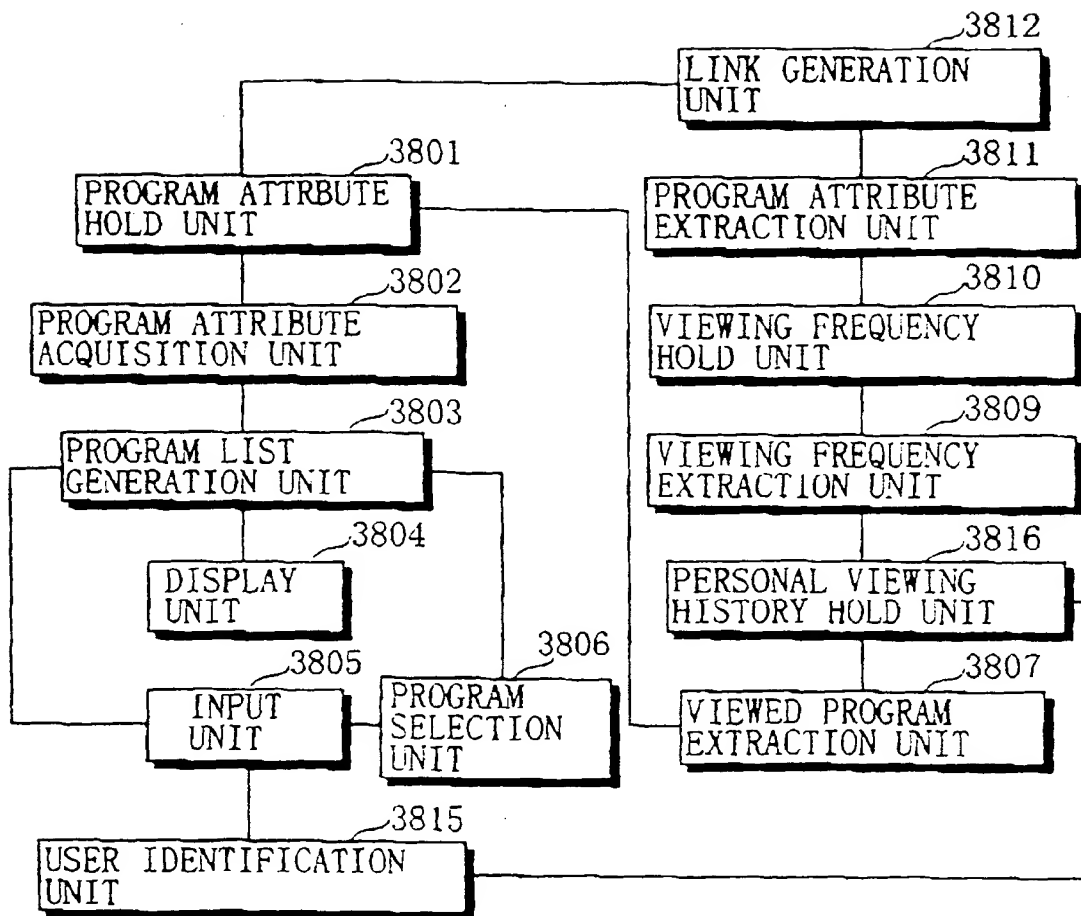 3812
LINK GENERATION
UNIT
3801
PROGRAM ATTRBUTE
HOLD UNIT
3811
PROGRAM ATTRIBUTE
EXTRACTION UNIT
3802
PROGRAM ATTRIBUTE
ACQUISITION UNIT
3810
VIEWING FREQUENCY
HOLD UNIT
3803
PROGRAM LIST
GENERATION UNIT
3809
VIEWING FREQUENCY
EXTRACTION UNIT
3804
DISPLAY
UNIT
3816
PERSONAL VIEWING
HISTORY HOLD UNIT
3805
INPUT
UNIT
3806
PROGRAM
SELECTION
UNIT
3807
VIEWED PROGRAM
EXTRACTION UNIT
3815
USER IDENTIFICATION
UNIT